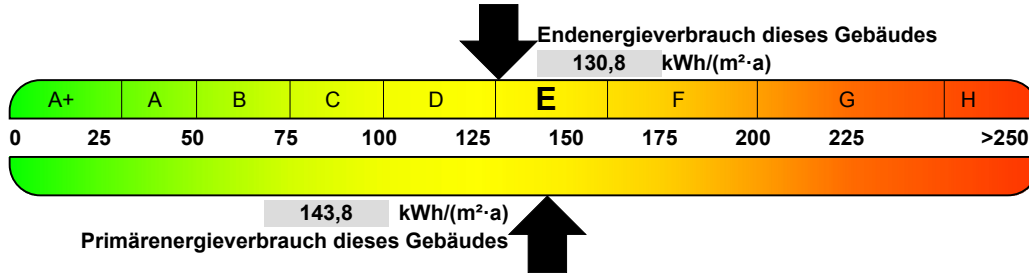 Endenergieverbrauch dieses Gebäudes
130,8 kWh/(m²·a)
A+ A B C D E F G H
0 25 50 75 100 125 150 175 200 225 >250
143,8 kWh/(m²·a)
Primärenergieverbrauch dieses Gebäudes